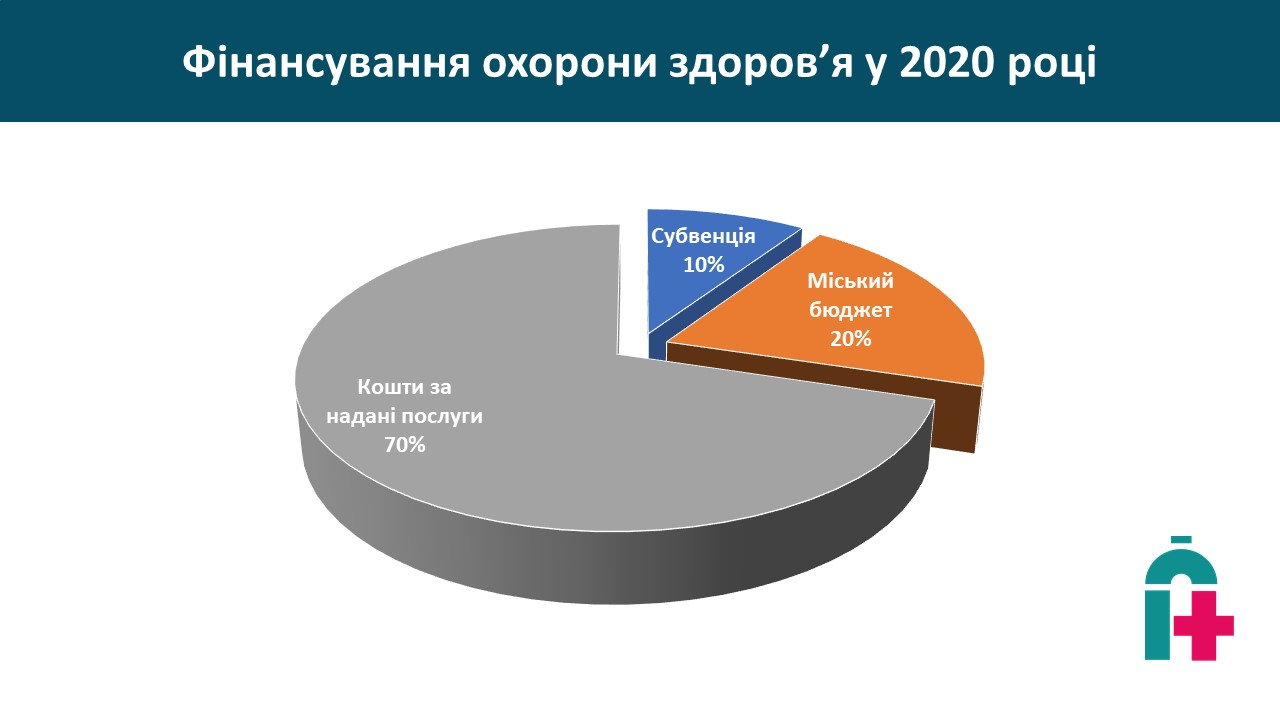 Фінансування охорони здоров’я у 2020 році
Субвенція
10%
Міський
бюджет
20%
Кошти за
надані послуги
70%